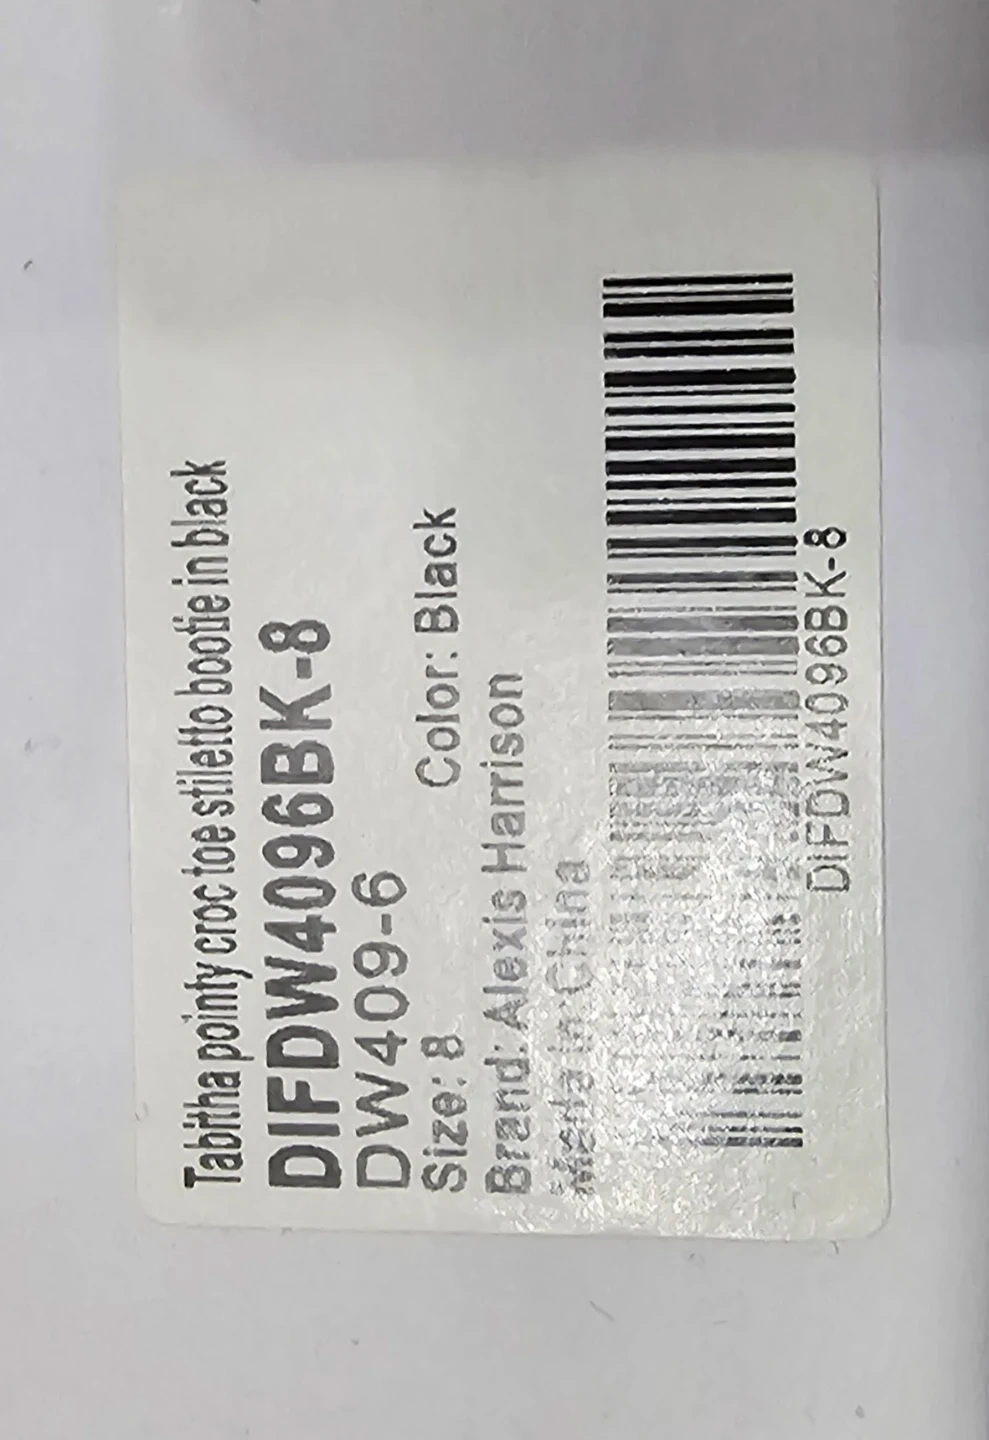 Tabitha pointy croc toe stiletto bootie in black
DIFDW4096BK-8
DW409-6
Size: 8 Color: Black
Brand: Alexis Harrison
Made in China
DIFDW4096BK-8